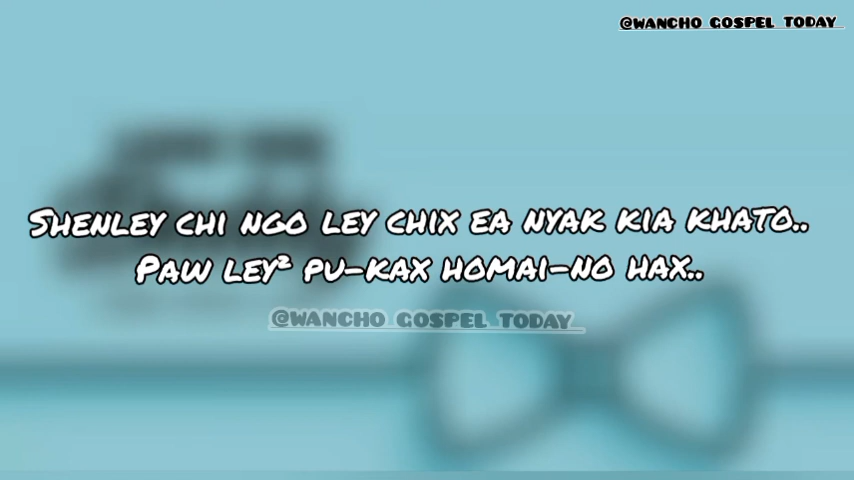 @WANCHO GOSPEL TODAY
SHENLEY CHI NGO LEY CHIX EA NYAK KIA KHATO..
PAW LEY² PU-KAX HOMAI-NO HAX..
@WANCHO GOSPEL TODAY